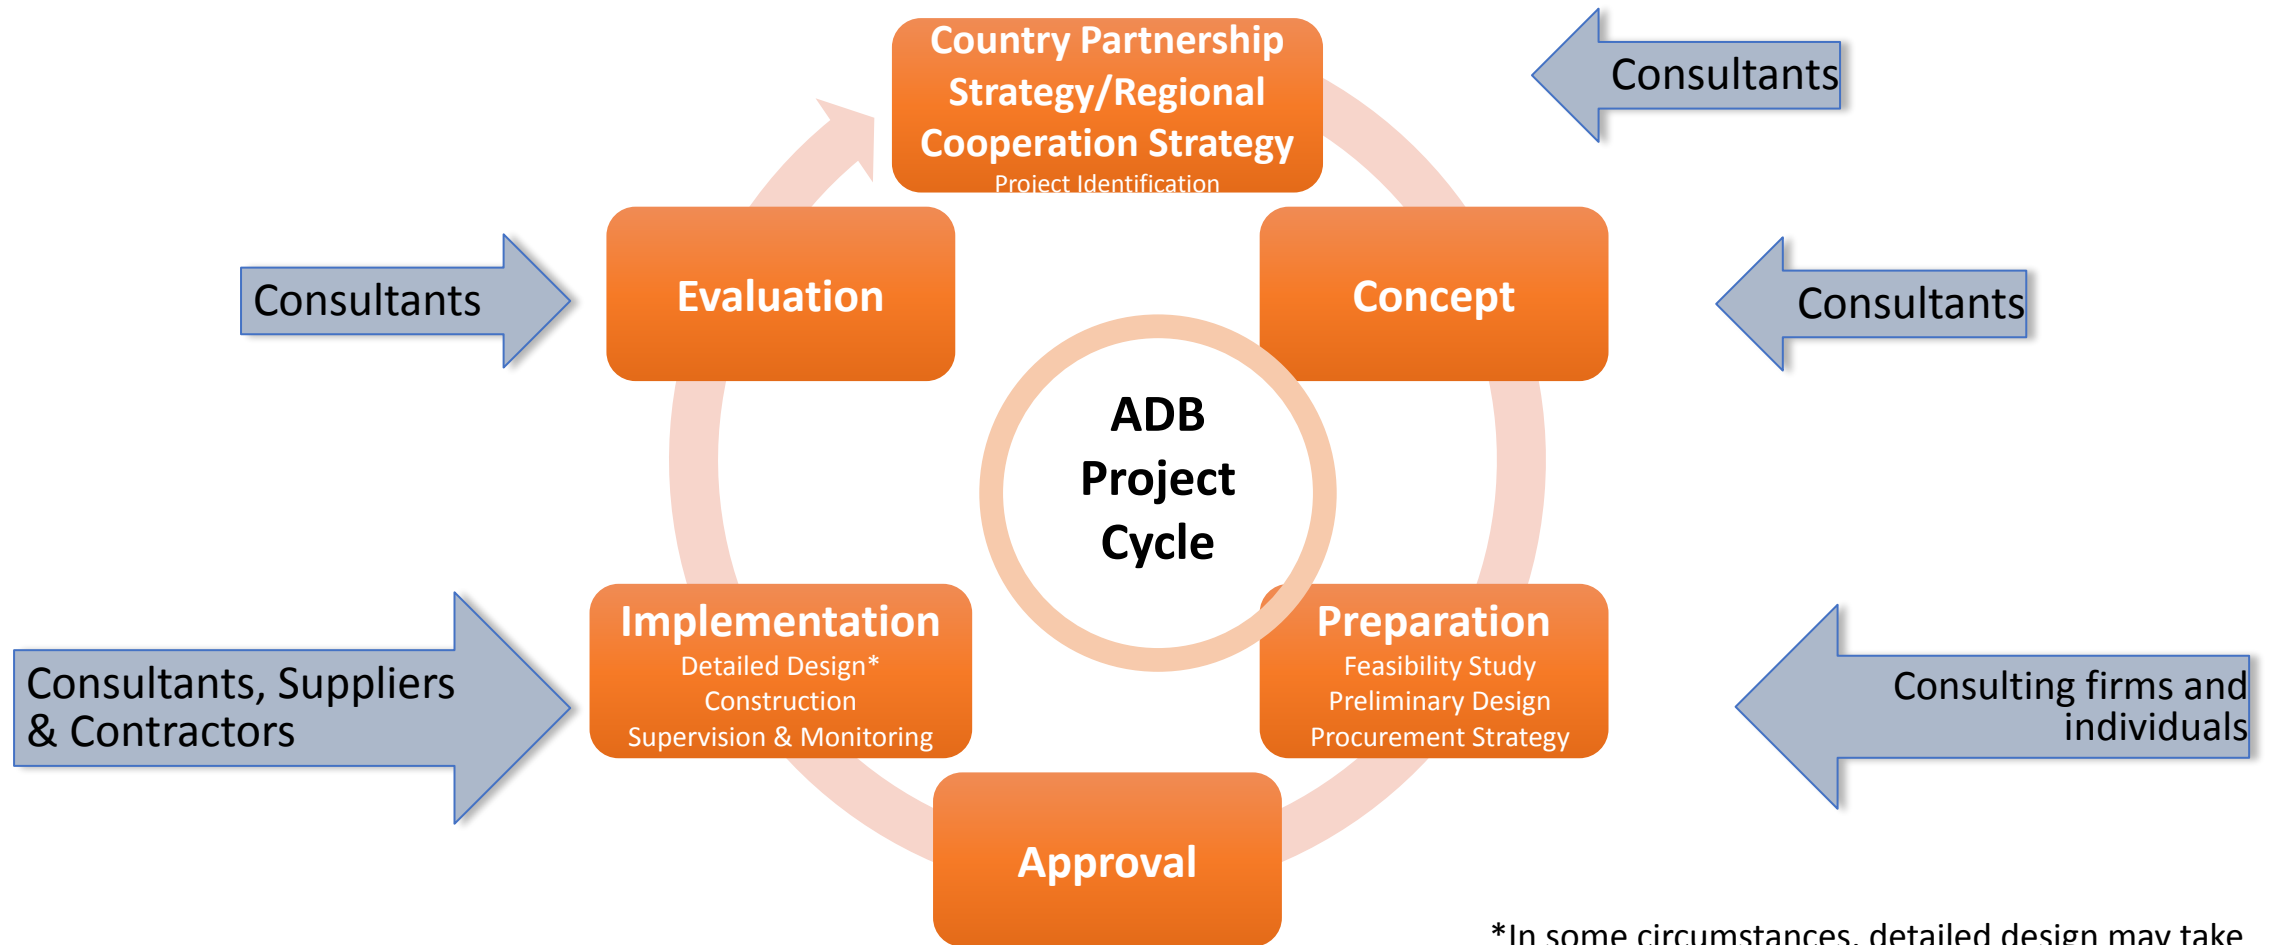 Country Partnership
Strategy/Regional
Cooperation Strategy
Project Identification
Consultants
Consultants
Evaluation
Concept
Consultants
ADB
Project
Cycle
Implementation
Detailed Design*
Construction
Supervision & Monitoring
Preparation
Feasibility Study
Preliminary Design
Procurement Strategy
Consultants, Suppliers
& Contractors
Consulting firms and
individuals
Approval
*In some circumstances, detailed design may take